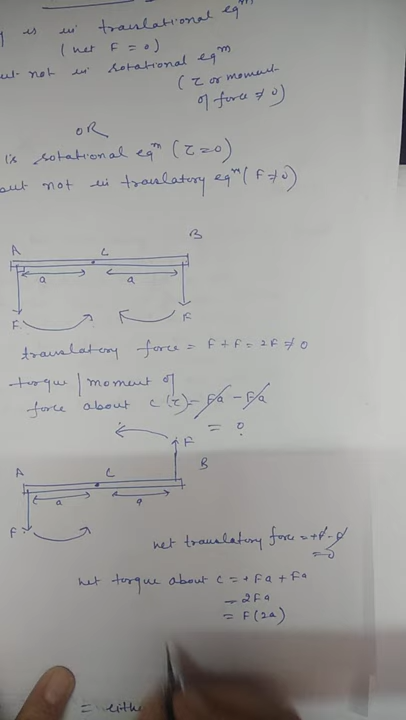 is in translational eqm
( net F = 0 )
but not in rotational eqm
( τ or moment
of force ≠ 0 )
OR
is rotational eqm ( τ = 0 )
but not in translatory eqm ( F ≠ 0 )
A C B
a a
F F
translatory force = F + F = 2F ≠ 0
torque | moment of
force about C (τ) = Fa - Fa
= 0
F
A C B
a a
F
net translatory force = +F - F
= 0
net torque about C = + Fa + Fa
= 2Fa
= F(2a)
=